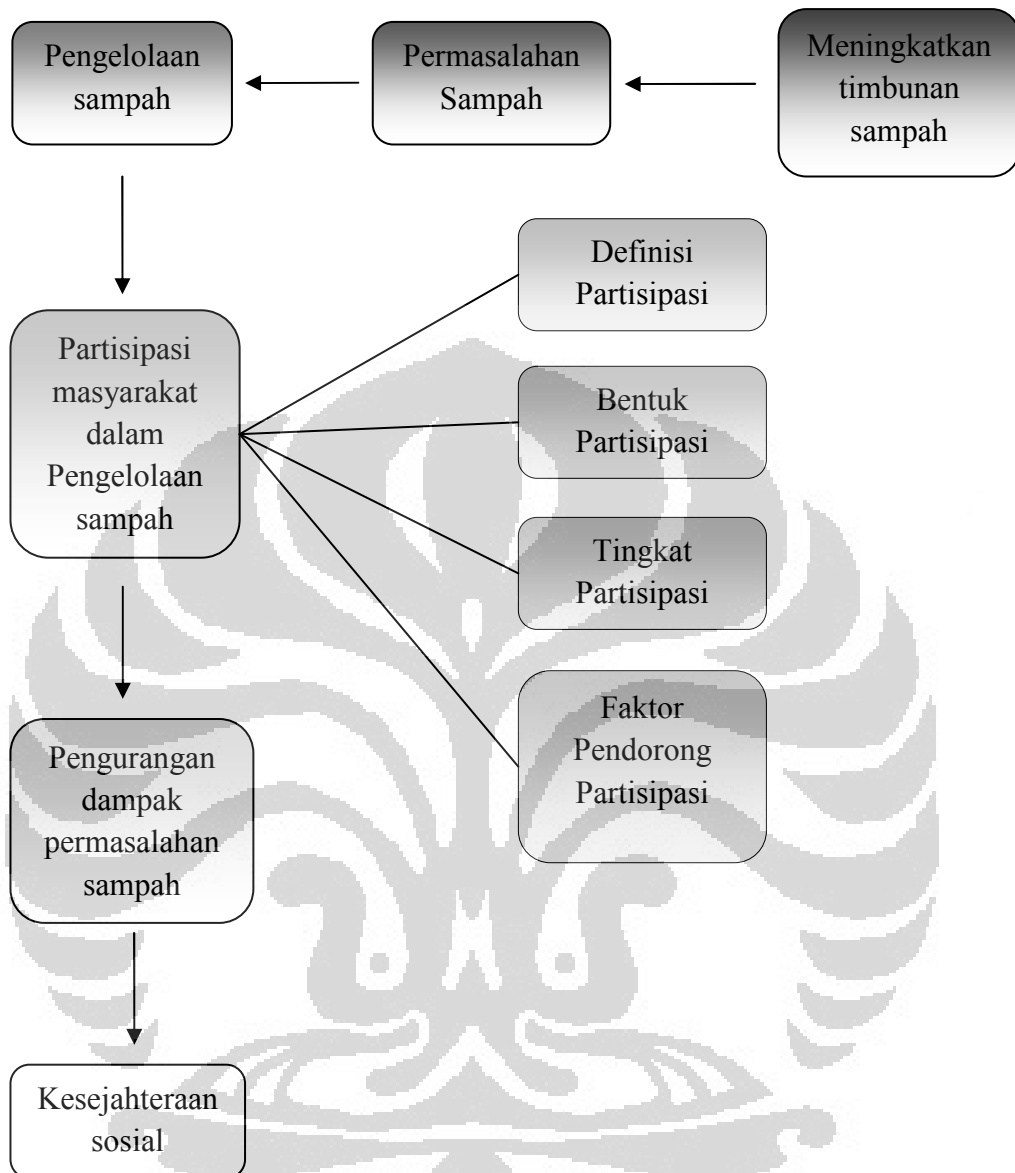 Pengelolaan
sampah
Permasalahan
Sampah
Meningkatkan
timbunan
sampah
Definisi
Partisipasi
Partisipasi
masyarakat
dalam
Pengelolaan
sampah
Bentuk
Partisipasi
Tingkat
Partisipasi
Faktor
Pendorong
Partisipasi
Pengurangan
dampak
permasalahan
sampah
Kesejahteraan
sosial